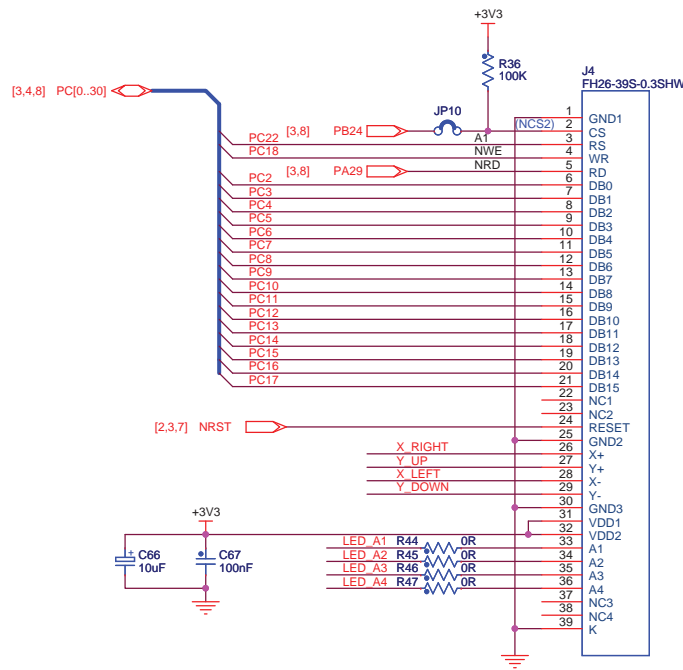 +3V3
R36
100K
J4
FH26-39S-0.3SHW
[3,4,8] PC[0..30]
JP10
1 GND1
[3,8] PB24 (NCS2) 2 CS
PC22 A1 3 RS
PC18 NWE 4 WR
[3,8] PA29 NRD 5 RD
PC2 6 DB0
PC3 7 DB1
PC4 8 DB2
PC5 9 DB3
PC6 10 DB4
PC7 11 DB5
PC8 12 DB6
PC9 13 DB7
PC10 14 DB8
PC11 15 DB9
PC12 16 DB10
PC13 17 DB11
PC14 18 DB12
PC15 19 DB13
PC16 20 DB14
PC17 21 DB15
22 NC1
23 NC2
[2,3,7] NRST 24 RESET
25 GND2
X_RIGHT 26 X+
Y_UP 27 Y+
X_LEFT 28 X-
Y_DOWN 29 Y-
30 GND3
+3V3 31 VDD1
32 VDD2
LED_A1 R44 0R 33 A1
LED_A2 R45 0R 34 A2
LED_A3 R46 0R 35 A3
LED_A4 R47 0R 36 A4
37 NC3
38 NC4
39 K
+
C66
10uF
C67
100nF